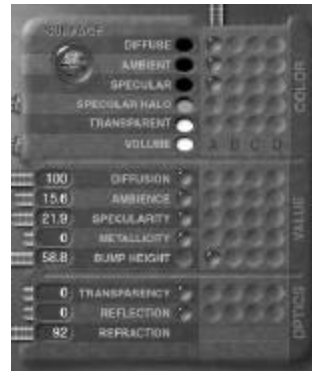 SURFACE
DIFFUSE
AMBIENT
SPECULAR
SPECULAR HALO
TRANSPARENT
VOLUME A B C D
COLOR
100 DIFFUSION
15.6 AMBIENCE
21.9 SPECULARITY
0 METALLICITY
58.8 BUMP HEIGHT
VALUE
0 TRANSPARENCY
0 REFLECTION
92 REFRACTION
OPTICS